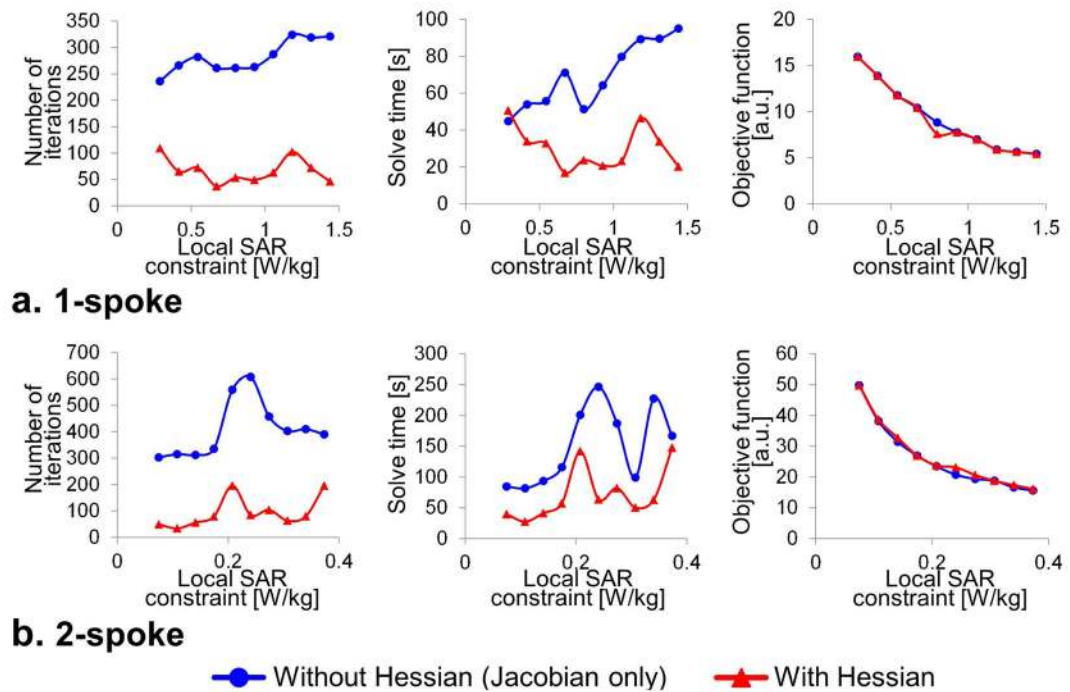 Number of
iterations
350
300
250
200
150
100
50
0
0
0.5
1
1.5
Local SAR
constraint [W/kg]
Solve time [s]
100
80
60
40
20
0
0
0.5
1
1.5
Local SAR
constraint [W/kg]
Objective function
[a.u.]
20
15
10
5
0
0
0.5
1
1.5
Local SAR
constraint [W/kg]
a. 1-spoke
Number of
iterations
700
600
500
400
300
200
100
0
0
0.2
0.4
Local SAR
constraint [W/kg]
Solve time [s]
300
250
200
150
100
50
0
0
0.2
0.4
Local SAR
constraint [W/kg]
Objective function
[a.u.]
60
50
40
30
20
10
0
0
0.2
0.4
Local SAR
constraint [W/kg]
b. 2-spoke
Without Hessian (Jacobian only)
With Hessian